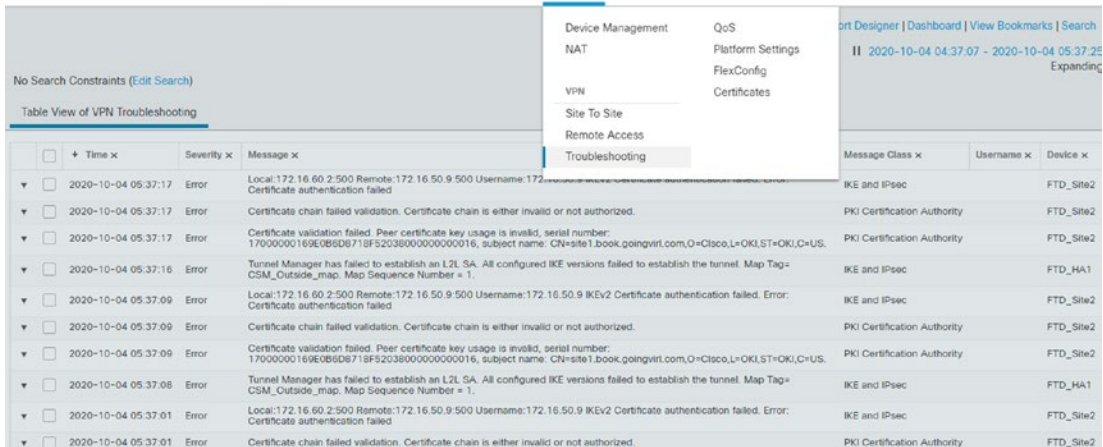 Device Management
QoS
ort Designer | Dashboard | View Bookmarks | Search
NAT
Platform Settings
2020-10-04 04:37:07 - 2020-10-04 05:37:25
FlexConfig
Expanding
No Search Constraints (Edit Search)
VPN
Certificates
Table View of VPN Troubleshooting
Site To Site
Remote Access
Troubleshooting
Time × Severity × Message × Message Class × Username × Device ×
2020-10-04 05:37:17 Error Local:172.16.60.2:500 Remote:172.16.50.9:500 Username:172.16.50.9 IKEv2 Certificate authentication failed. Error: IKE and IPsec FTD_Site2
Certificate authentication failed
2020-10-04 05:37:17 Error Certificate chain failed validation. Certificate chain is either invalid or not authorized. PKI Certification Authority FTD_Site2
2020-10-04 05:37:17 Error Certificate validation failed. Peer certificate key usage is invalid, serial number: PKI Certification Authority FTD_Site2
17000000169E0B6D8718F52038000000000016, subject name: CN=site1.book.goingvirl.com,O=Cisco,L=OKI,ST=OKI,C=US.
2020-10-04 05:37:16 Error Tunnel Manager has failed to establish an L2L SA. All configured IKE versions failed to establish the tunnel. Map Tag= IKE and IPsec FTD_HA1
CSM_Outside_map. Map Sequence Number = 1.
2020-10-04 05:37:09 Error Local:172.16.60.2:500 Remote:172.16.50.9:500 Username:172.16.50.9 IKEv2 Certificate authentication failed. Error: IKE and IPsec FTD_Site2
Certificate authentication failed
2020-10-04 05:37:09 Error Certificate chain failed validation. Certificate chain is either invalid or not authorized. PKI Certification Authority FTD_Site2
2020-10-04 05:37:09 Error Certificate validation failed. Peer certificate key usage is invalid, serial number: PKI Certification Authority FTD_Site2
17000000169E0B6D8718F52038000000000016, subject name: CN=site1.book.goingvirl.com,O=Cisco,L=OKI,ST=OKI,C=US.
2020-10-04 05:37:08 Error Tunnel Manager has failed to establish an L2L SA. All configured IKE versions failed to establish the tunnel. Map Tag= IKE and IPsec FTD_HA1
CSM_Outside_map. Map Sequence Number = 1.
2020-10-04 05:37:01 Error Local:172.16.60.2:500 Remote:172.16.50.9:500 Username:172.16.50.9 IKEv2 Certificate authentication failed. Error: IKE and IPsec FTD_Site2
Certificate authentication failed
2020-10-04 05:37:01 Error Certificate chain failed validation. Certificate chain is either invalid or not authorized. PKI Certification Authority FTD_Site2